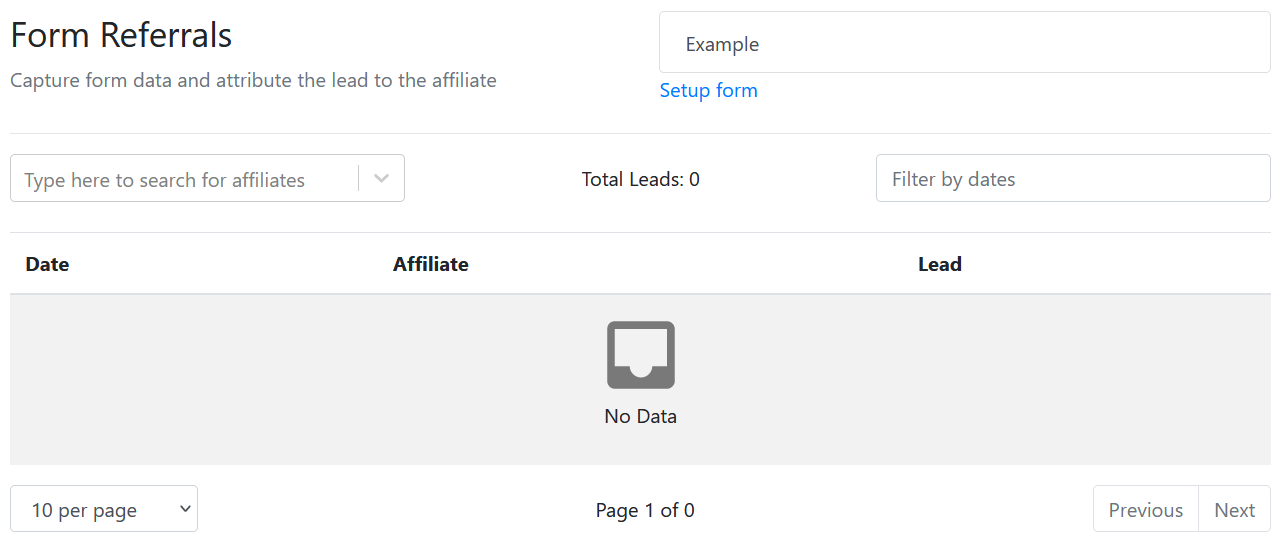 Form Referrals
Capture form data and attribute the lead to the affiliate
Example
Setup form
Type here to search for affiliates
Total Leads: 0
Filter by dates
Date Affiliate Lead
No Data
10 per page
Page 1 of 0
Previous Next